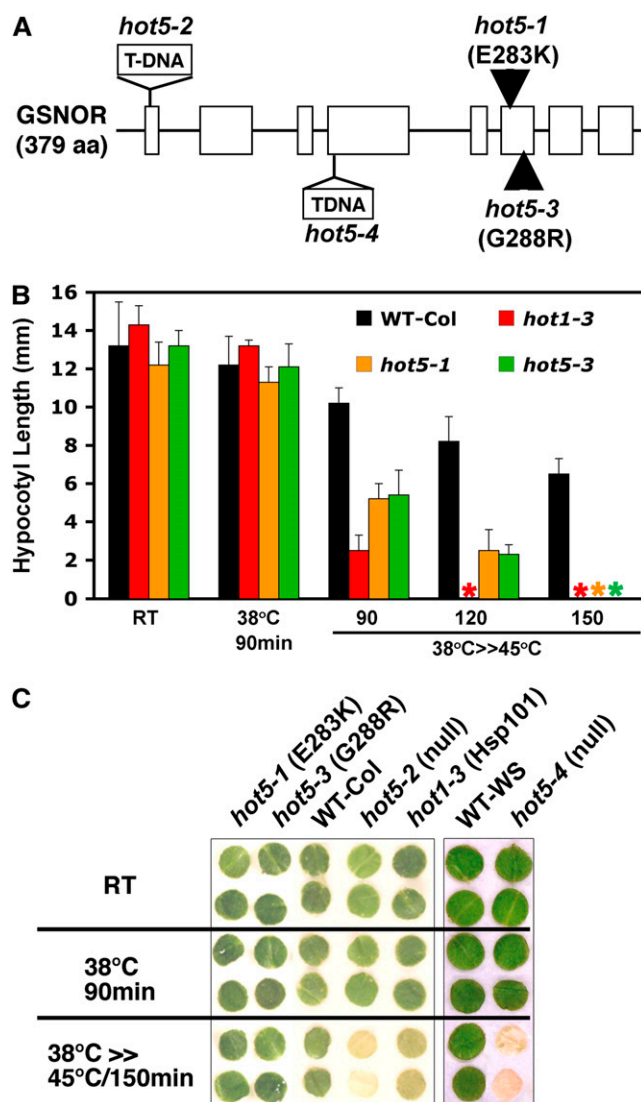 A
hot5-2
T-DNA
hot5-1
(E283K)
GSNOR
(379 aa)
TDNA
hot5-4
hot5-3
(G288R)
B
Hypocotyl Length (mm)
16
14
12
10
8
6
4
2
0
WT-Col
hot1-3
hot5-1
hot5-3
* * * *
RT
38°C
90min
90
120
150
38°C>>45°C
C
hot5-1 (E283K)
hot5-3 (G288R)
WT-Col
hot5-2 (null)
hot1-3 (Hsp101)
WT-WS
hot5-4 (null)
RT
38°C
90min
38°C >>
45°C/150min